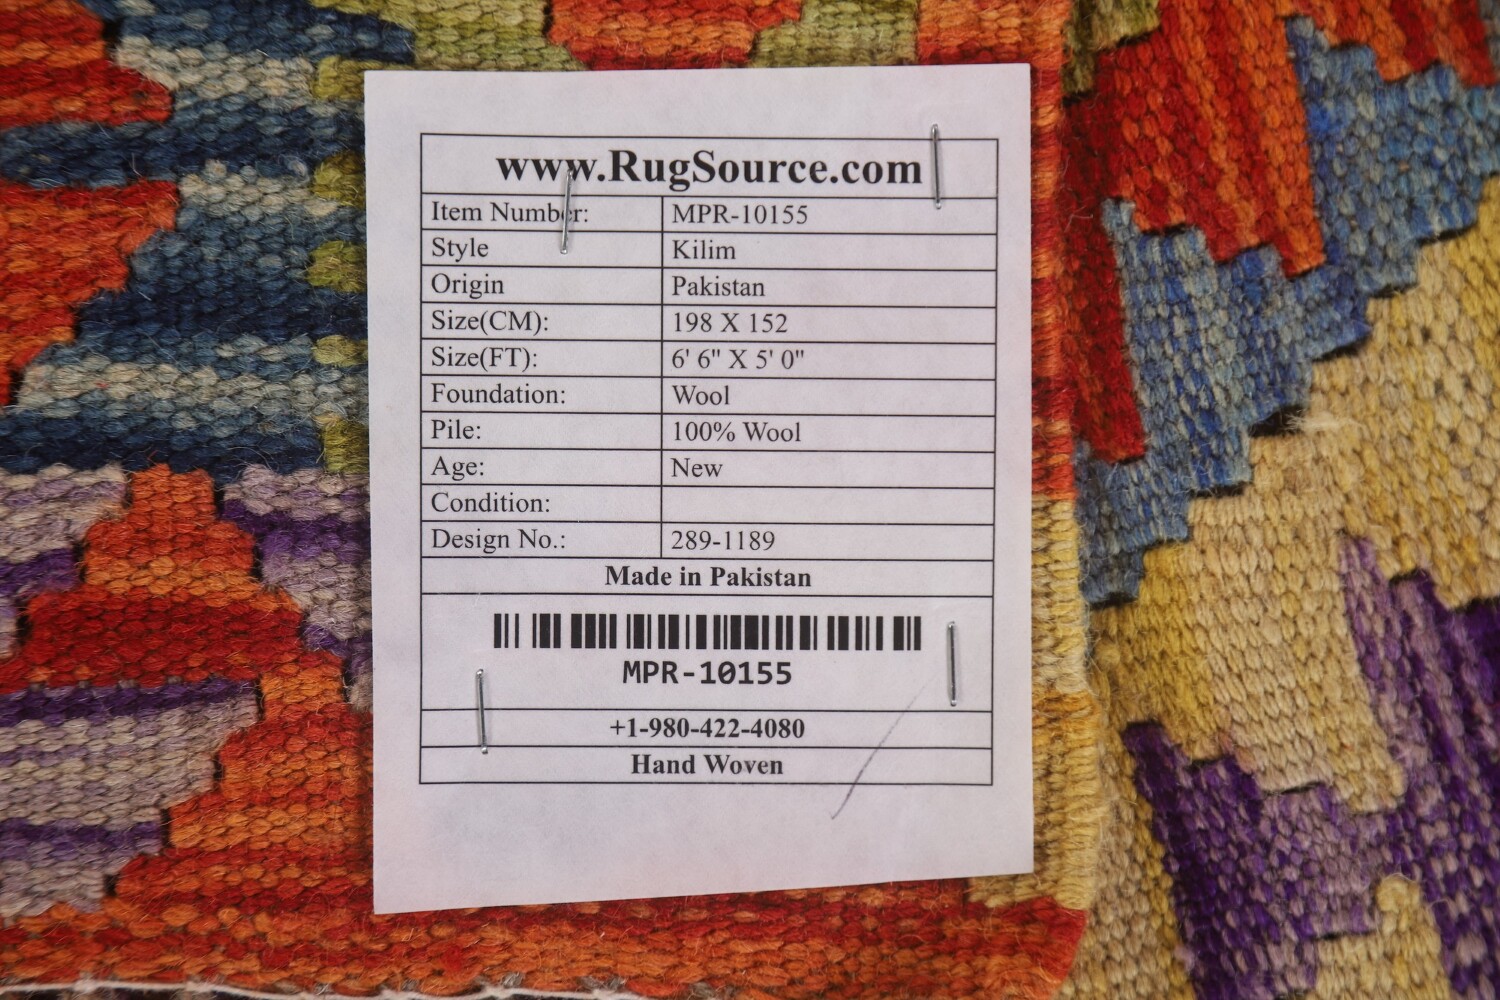 www.RugSource.com
Item Number: MPR-10155
Style Kilim
Origin Pakistan
Size(CM): 198 X 152
Size(FT): 6' 6" X 5' 0"
Foundation: Wool
Pile: 100% Wool
Age: New
Condition:
Design No.: 289-1189
Made in Pakistan
MPR-10155
+1-980-422-4080
Hand Woven